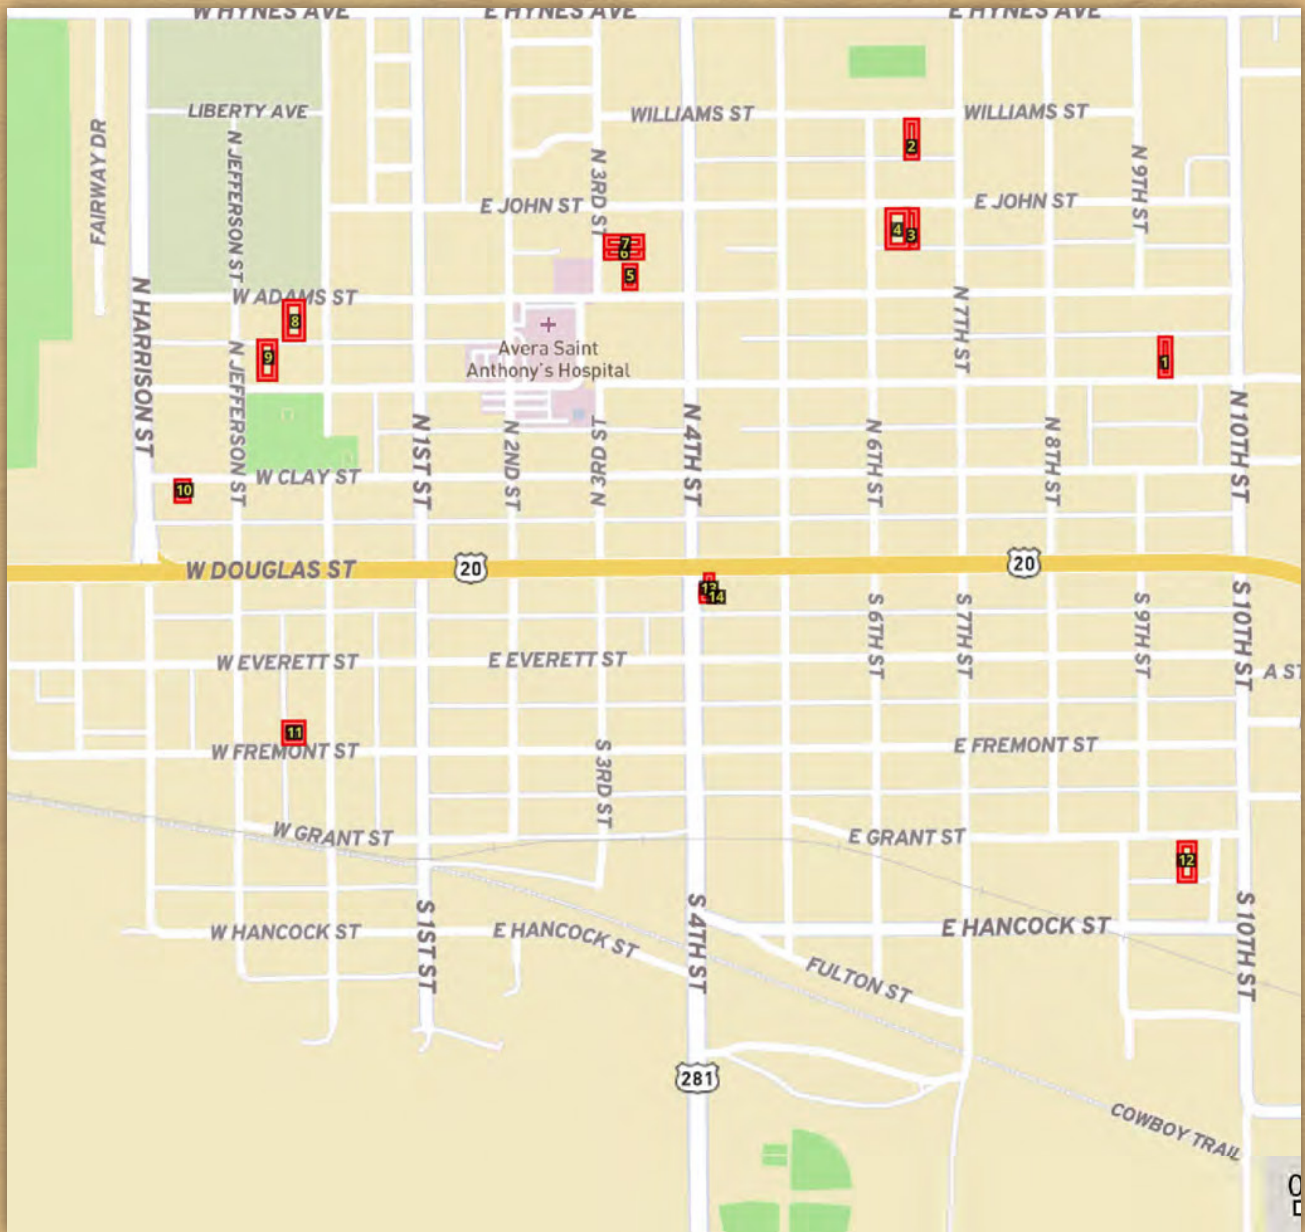 W HYNES AVE
E HYNES AVE
E HYNES AVE
LIBERTY AVE
WILLIAMS ST
WILLIAMS ST
FAIRWAY DR
N JEFFERSON ST
N 3RD ST
N 9TH ST
2
E JOHN ST
E JOHN ST
4
3
7
6
5
N HARRISON ST
W ADAMS ST
8
9
N JEFFERSON ST
Avera Saint
Anthony's Hospital
N 7TH ST
1
N 1ST ST
N 2ND ST
N 3RD ST
N 4TH ST
N 6TH ST
N 8TH ST
N 10TH ST
W CLAY ST
10
W DOUGLAS ST
20
20
13
14
S 6TH ST
S 7TH ST
S 9TH ST
S 10TH ST
W EVERETT ST
E EVERETT ST
A ST
11
W FREMONT ST
S 3RD ST
E FREMONT ST
W GRANT ST
E GRANT ST
12
S 1ST ST
S 4TH ST
S 10TH ST
W HANCOCK ST
E HANCOCK ST
E HANCOCK ST
FULTON ST
281
COWBOY TRAIL